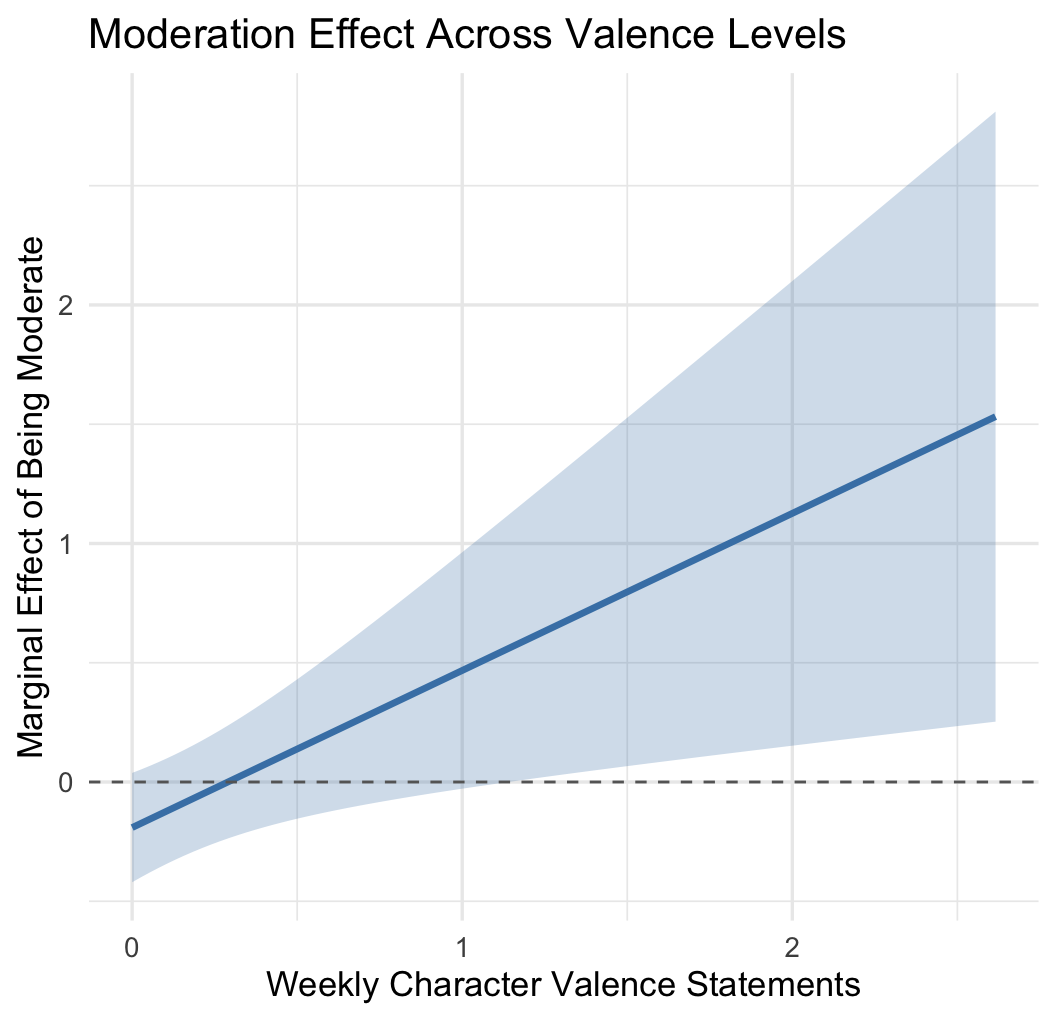 Moderation Effect Across Valence Levels
Marginal Effect of Being Moderate
2
1
0
0 1 2
Weekly Character Valence Statements